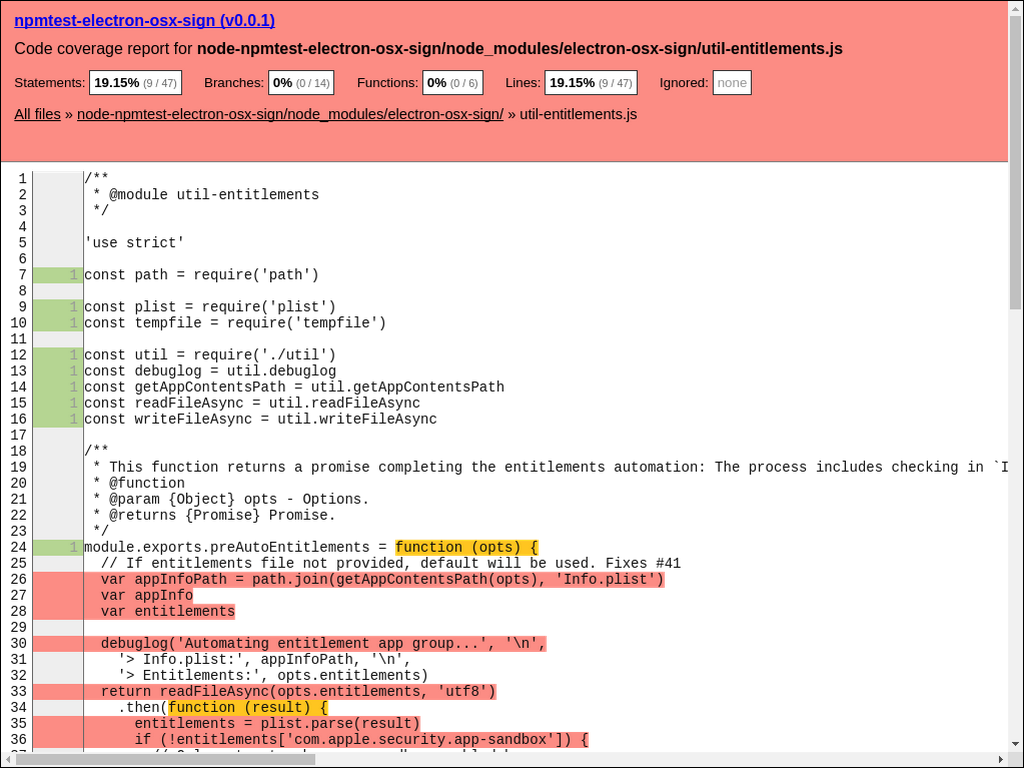 npmtest-electron-osx-sign (v0.0.1)
Code coverage report for node-npmtest-electron-osx-sign/node_modules/electron-osx-sign/util-entitlements.js
Statements: 19.15% (9 / 47) Branches: 0% (0 / 14) Functions: 0% (0 / 6) Lines: 19.15% (9 / 47) Ignored: none
All files » node-npmtest-electron-osx-sign/node_modules/electron-osx-sign/ » util-entitlements.js
1 /**
2 * @module util-entitlements
3 */
4
5 'use strict'
6
7 1 const path = require('path')
8
9 1 const plist = require('plist')
10 1 const tempfile = require('tempfile')
11
12 1 const util = require('./util')
13 1 const debuglog = util.debuglog
14 1 const getAppContentsPath = util.getAppContentsPath
15 1 const readFileAsync = util.readFileAsync
16 1 const writeFileAsync = util.writeFileAsync
17
18 /**
19 * This function returns a promise completing the entitlements automation: The process includes checking in `I
20 * @function
21 * @param {Object} opts - Options.
22 * @returns {Promise} Promise.
23 */
24 1 module.exports.preAutoEntitlements = function (opts) {
25 // If entitlements file not provided, default will be used. Fixes #41
26 var appInfoPath = path.join(getAppContentsPath(opts), 'Info.plist')
27 var appInfo
28 var entitlements
29
30 debuglog('Automating entitlement app group...', '\n',
31 '> Info.plist:', appInfoPath, '\n',
32 '> Entitlements:', opts.entitlements)
33 return readFileAsync(opts.entitlements, 'utf8')
34 .then(function (result) {
35 entitlements = plist.parse(result)
36 if (!entitlements['com.apple.security.app-sandbox']) {